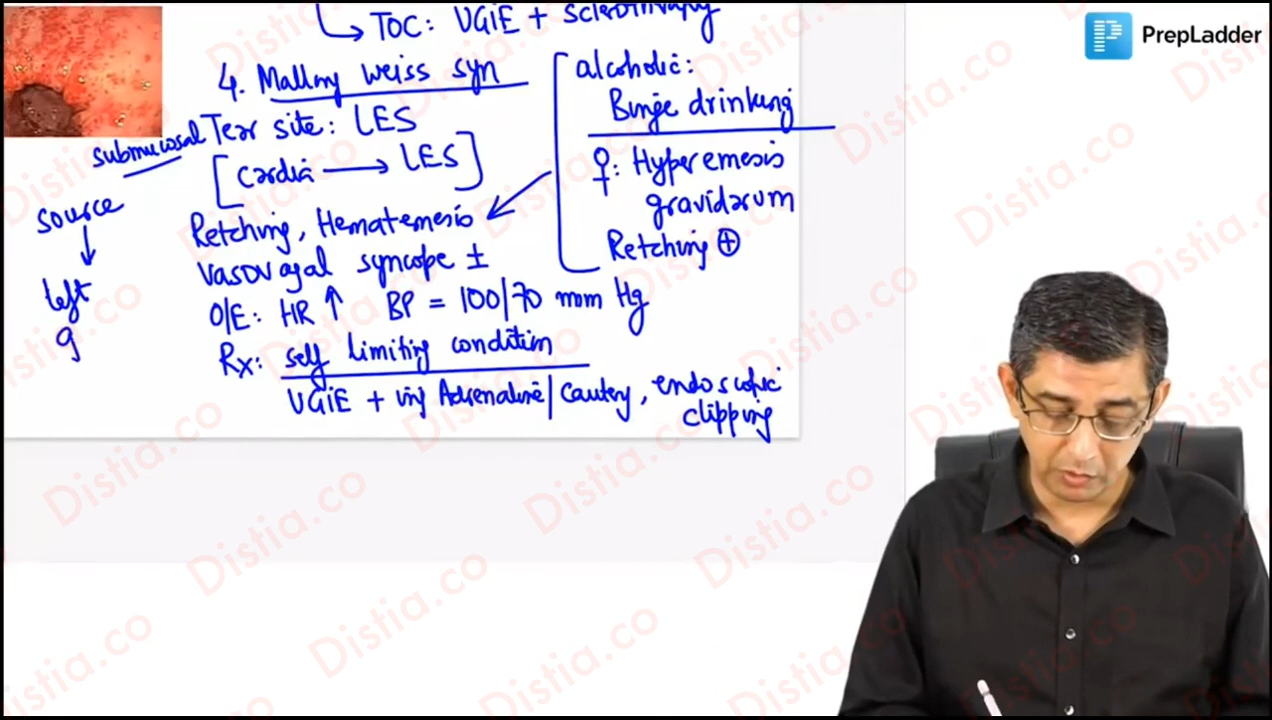 PrepLadder
↳ TOC: UGIE + Sclerotherapy
4. Mallory weiss syn
submucosal Tear site: LES
[cardia → LES]
source
↓
left
g
Retching, Hematemesis
vasovagal syncope ±
O/E: HR ↑ BP = 100/70 mm Hg
Rx: self limiting condition
UGIE + inj Adrenaline/Cautery, endoscopic clipping
alcoholic:
Binge drinking
♀: Hyperemesis
gravidarum
Retching ⊕
Distia.co